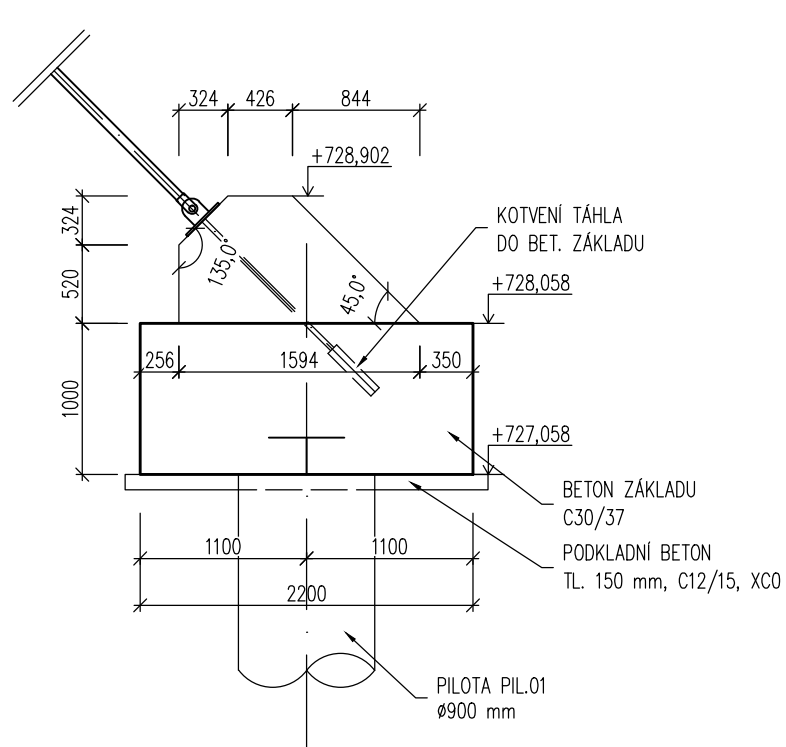 324 426 844
+728,902
324
KOTVENÍ TÁHLA
DO BET. ZÁKLADU
135,0°
520
45,0°
+728,058
256 1594 350
1000
+727,058
BETON ZÁKLADU
C30/37
1100 1100
PODKLADNÍ BETON
TL. 150 mm, C12/15, XC0
2200
PILOTA PIL.01
Ø900 mm